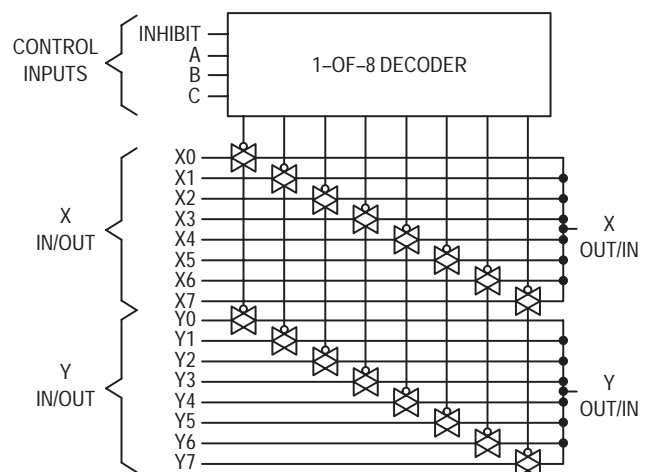 CONTROL
INPUTS
INHIBIT
A
B
C
1–OF–8 DECODER
X
IN/OUT
X0
X1
X2
X3
X4
X5
X6
X7
X
OUT/IN
Y
IN/OUT
Y0
Y1
Y2
Y3
Y4
Y5
Y6
Y7
Y
OUT/IN